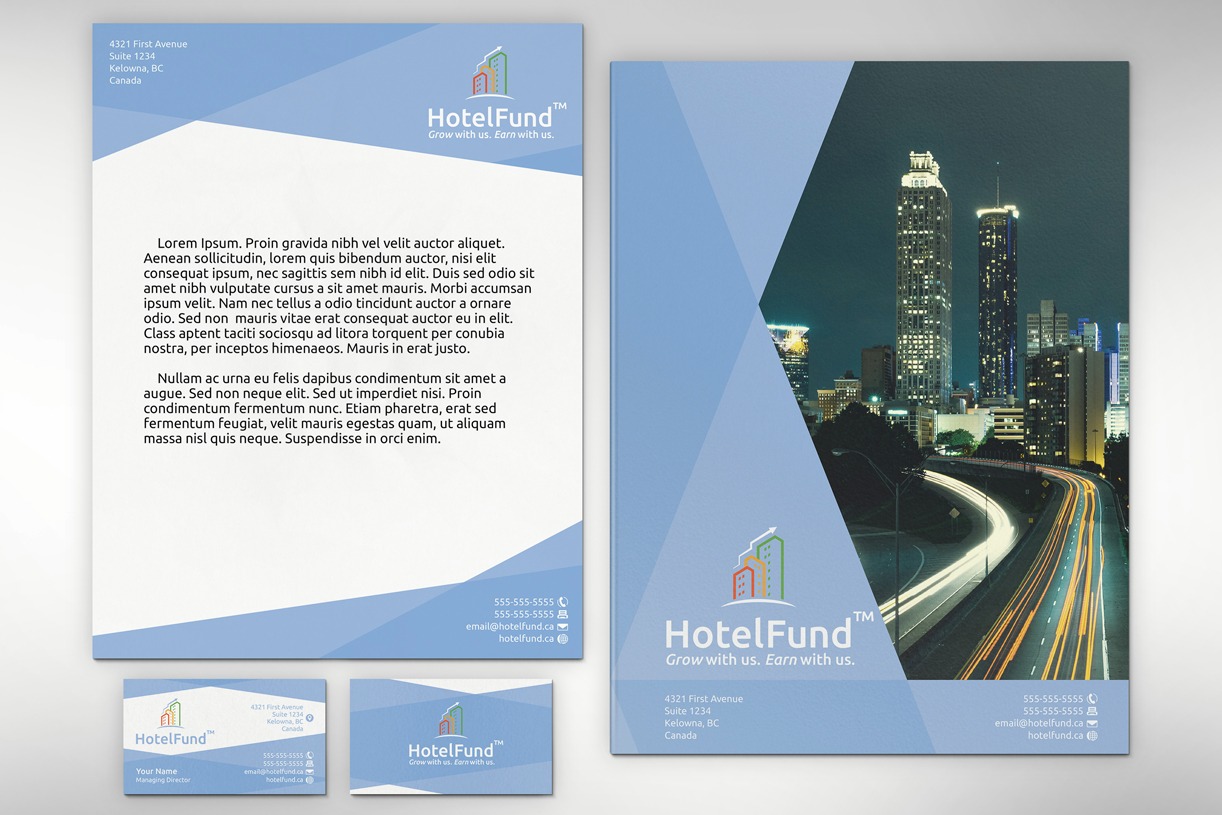 4321 First Avenue
Suite 1234
Kelowna, BC
Canada
HotelFund™
Grow with us. Earn with us.
Lorem Ipsum. Proin gravida nibh vel velit auctor aliquet.
Aenean sollicitudin, lorem quis bibendum auctor, nisi elit
consequat ipsum, nec sagittis sem nibh id elit. Duis sed odio sit
amet nibh vulputate cursus a sit amet mauris. Morbi accumsan
ipsum velit. Nam nec tellus a odio tincidunt auctor a ornare
odio. Sed non  mauris vitae erat consequat auctor eu in elit.
Class aptent taciti sociosqu ad litora torquent per conubia
nostra, per inceptos himenaeos. Mauris in erat justo.
Nullam ac urna eu felis dapibus condimentum sit amet a
augue. Sed non neque elit. Sed ut imperdiet nisi. Proin
condimentum fermentum nunc. Etiam pharetra, erat sed
fermentum feugiat, velit mauris egestas quam, ut aliquam
massa nisl quis neque. Suspendisse in orci enim.
555-555-5555
555-555-5555
email@hotelfund.ca
hotelfund.ca
HotelFund™
Grow with us. Earn with us.
4321 First Avenue
Suite 1234
Kelowna, BC
Canada
555-555-5555
555-555-5555
email@hotelfund.ca
hotelfund.ca
HotelFund™
4321 First Avenue
Suite 1234
Kelowna, BC
Canada
Your Name
Managing Director
555-555-5555
555-555-5555
email@hotelfund.ca
hotelfund.ca
HotelFund™
Grow with us. Earn with us.